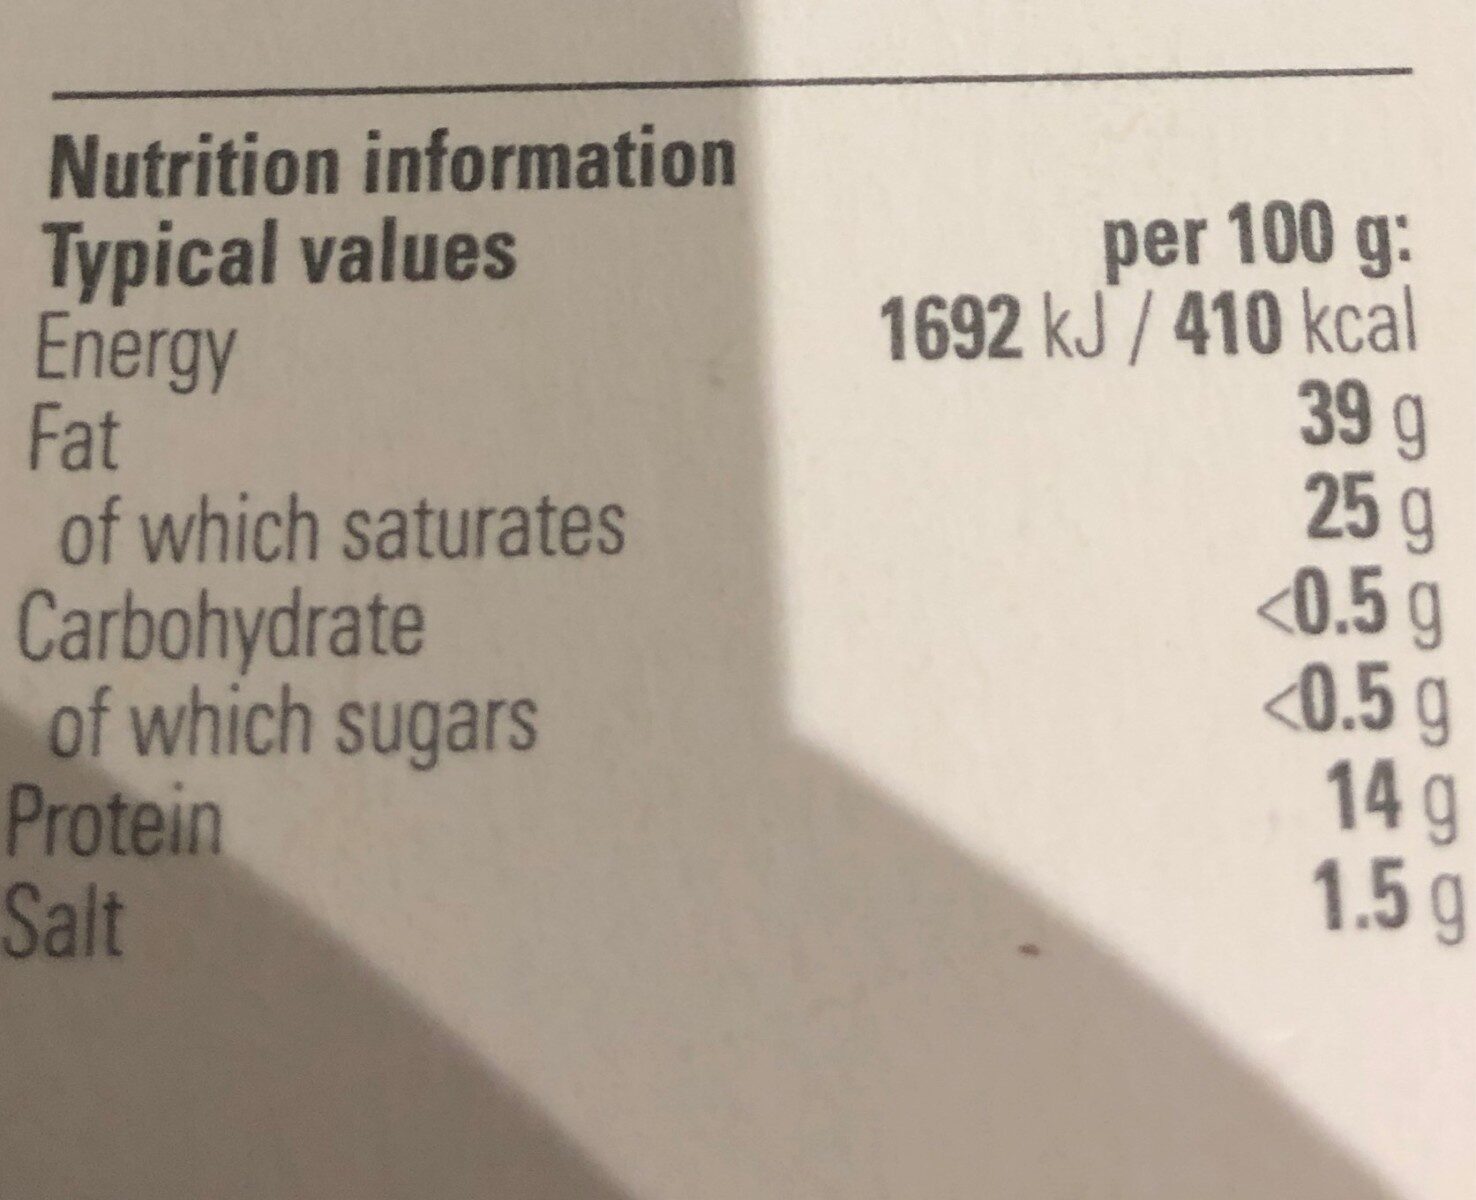 Nutrition information
Typical values per 100 g:
Energy 1692 kJ / 410 kcal
Fat 39 g
of which saturates 25 g
Carbohydrate <0.5 g
of which sugars <0.5 g
Protein 14 g
Salt 1.5 g